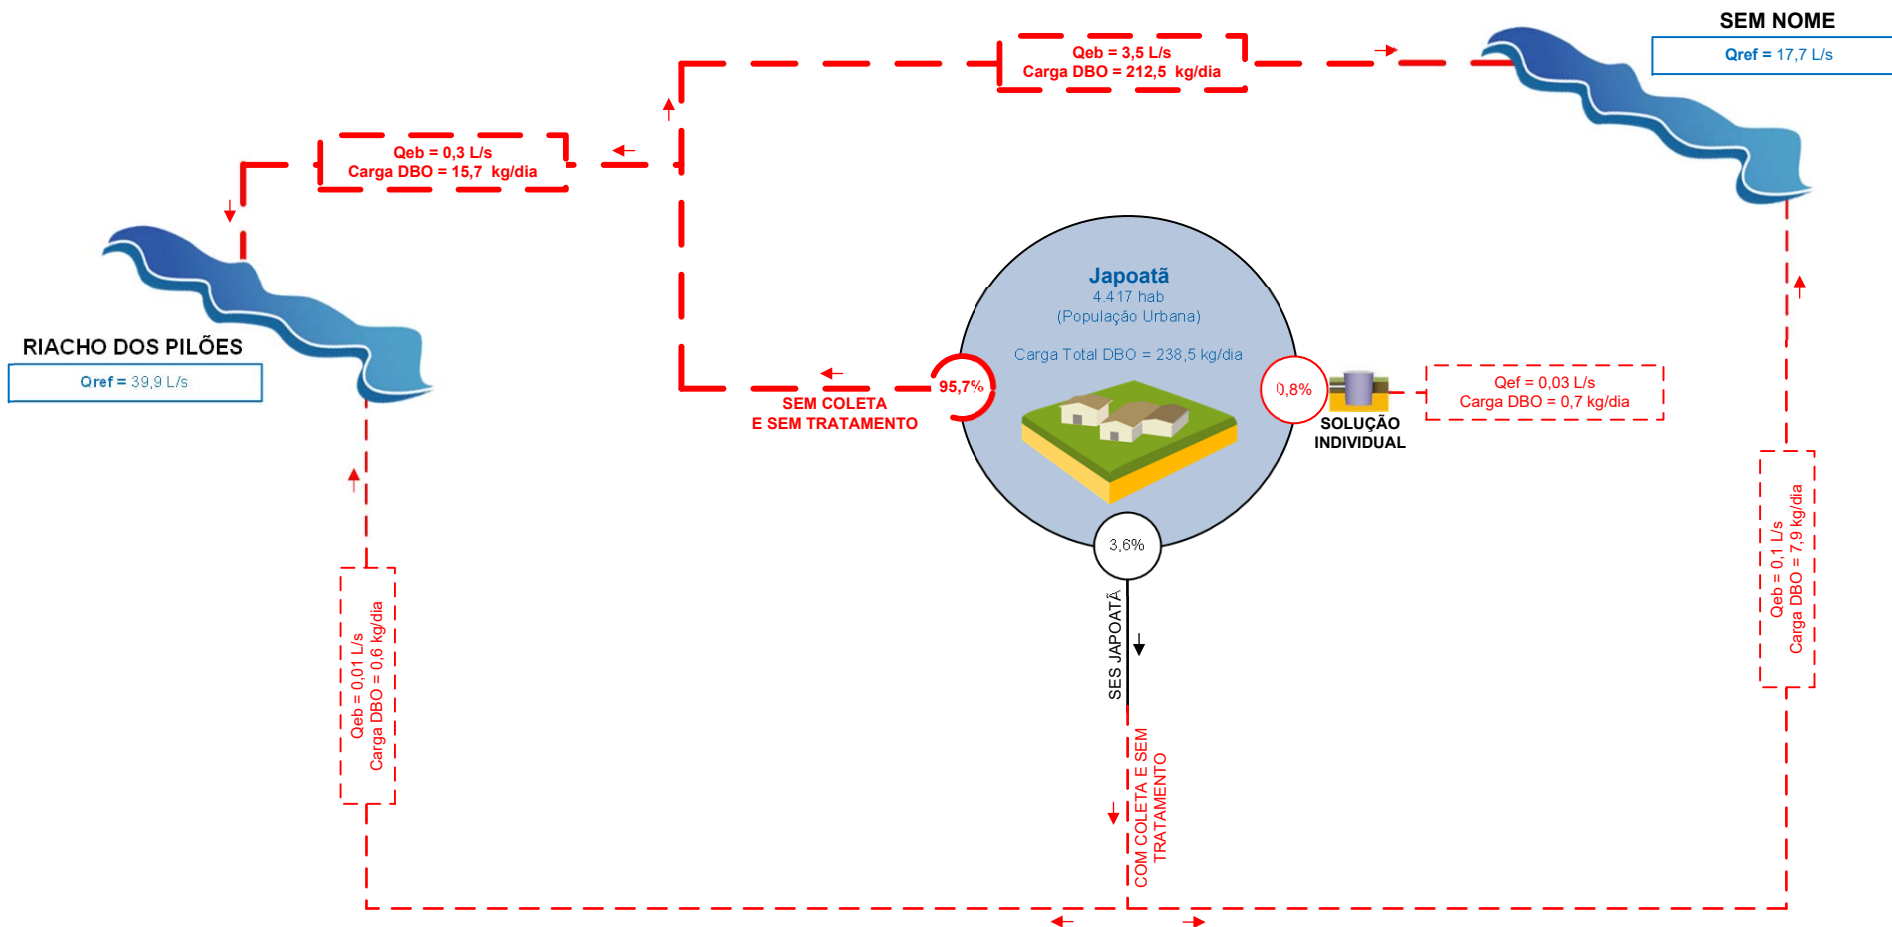 SEM NOME
Qref = 17,7 L/s
Qeb = 3,5 L/s
Carga DBO = 212,5 kg/dia
Qeb = 0,3 L/s
Carga DBO = 15,7 kg/dia
RIACHO DOS PILÕES
Qref = 39,9 L/s
Japoatã
4.417 hab
(População Urbana)
Carga Total DBO = 238,5 kg/dia
95,7%
SEM COLETA
E SEM TRATAMENTO
0,8%
SOLUÇÃO
INDIVIDUAL
Qef = 0,03 L/s
Carga DBO = 0,7 kg/dia
3,6%
SES JAPOATÃ
COM COLETA E SEM
TRATAMENTO
Qeb = 0,01 L/s
Carga DBO = 0,6 kg/dia
Qeb = 0,1 L/s
Carga DBO = 7,9 kg/dia